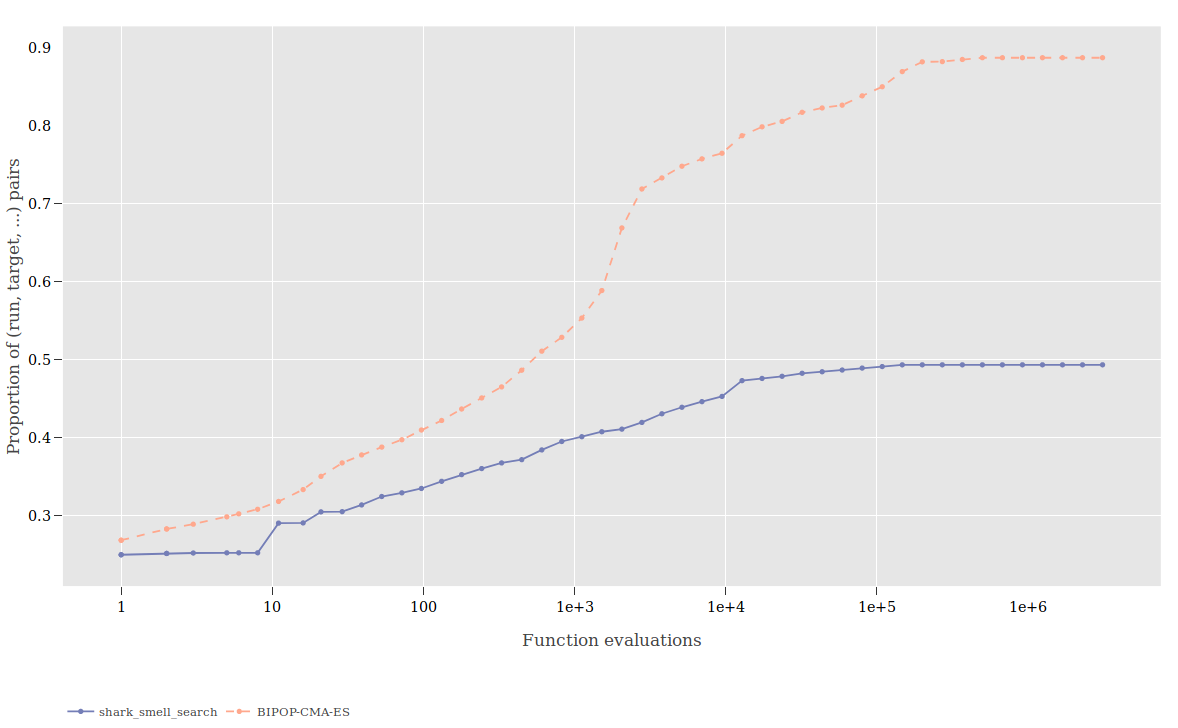 0.9
0.8
0.7
0.6
0.5
0.4
0.3
Proportion of (run, target, ...) pairs
1 10 100 1e+3 1e+4 1e+5 1e+6
Function evaluations
shark_smell_search BIPOP-CMA-ES